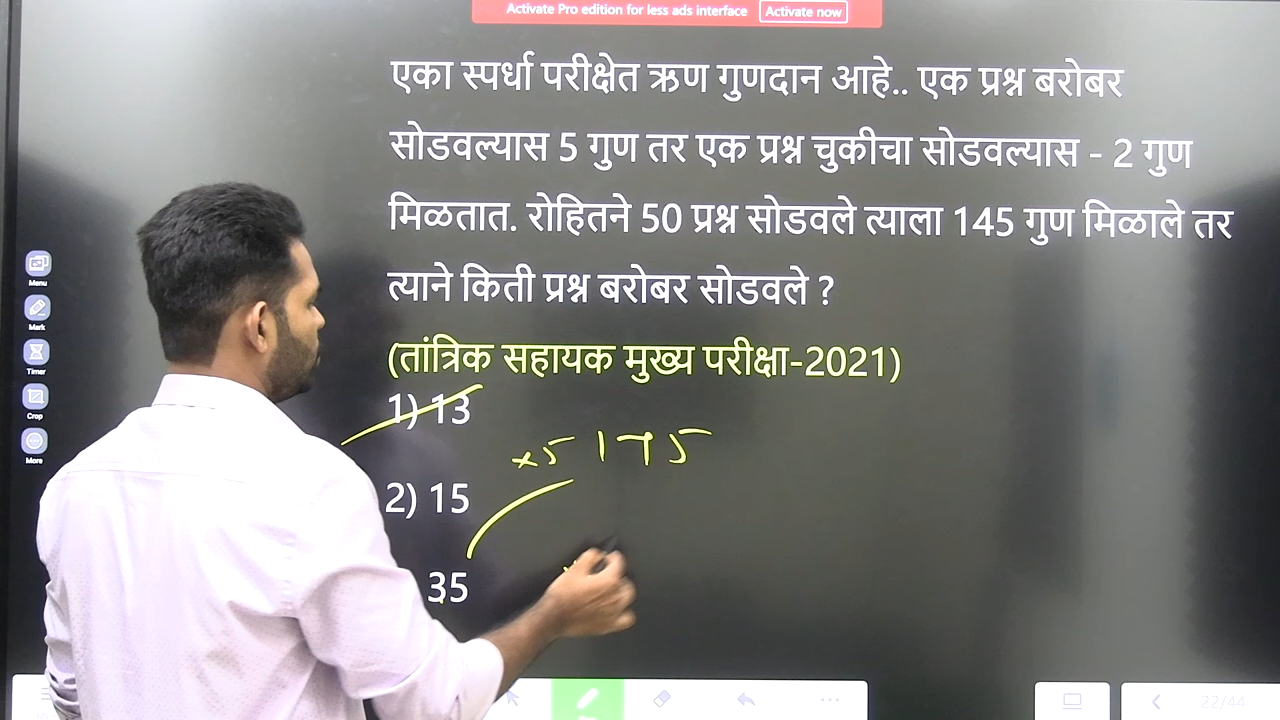 Activate Pro edition for less ads interface Activate now
एका स्पर्धा परीक्षेत ऋण गुणदान आहे.. एक प्रश्न बरोबर
सोडवल्यास 5 गुण तर एक प्रश्न चुकीचा सोडवल्यास - 2 गुण
मिळतात. रोहितने 50 प्रश्न सोडवले त्याला 145 गुण मिळाले तर
त्याने किती प्रश्न बरोबर सोडवले ?
(तांत्रिक सहायक मुख्य परीक्षा-2021)
1) 13
×5 175
2) 15
35
Menu
Mark
Timer
Crop
More
22/44